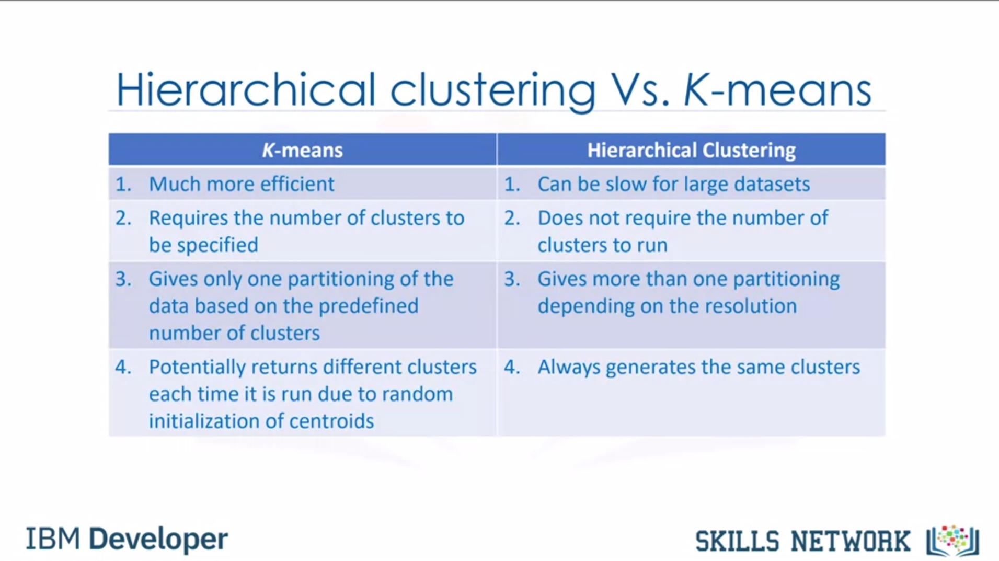 Hierarchical clustering Vs. K-means
K-means
Hierarchical Clustering
1. Much more efficient
1. Can be slow for large datasets
2. Requires the number of clusters to
be specified
2. Does not require the number of
clusters to run
3. Gives only one partitioning of the
data based on the predefined
number of clusters
3. Gives more than one partitioning
depending on the resolution
4. Potentially returns different clusters
each time it is run due to random
initialization of centroids
4. Always generates the same clusters
IBM Developer
SKILLS NETWORK